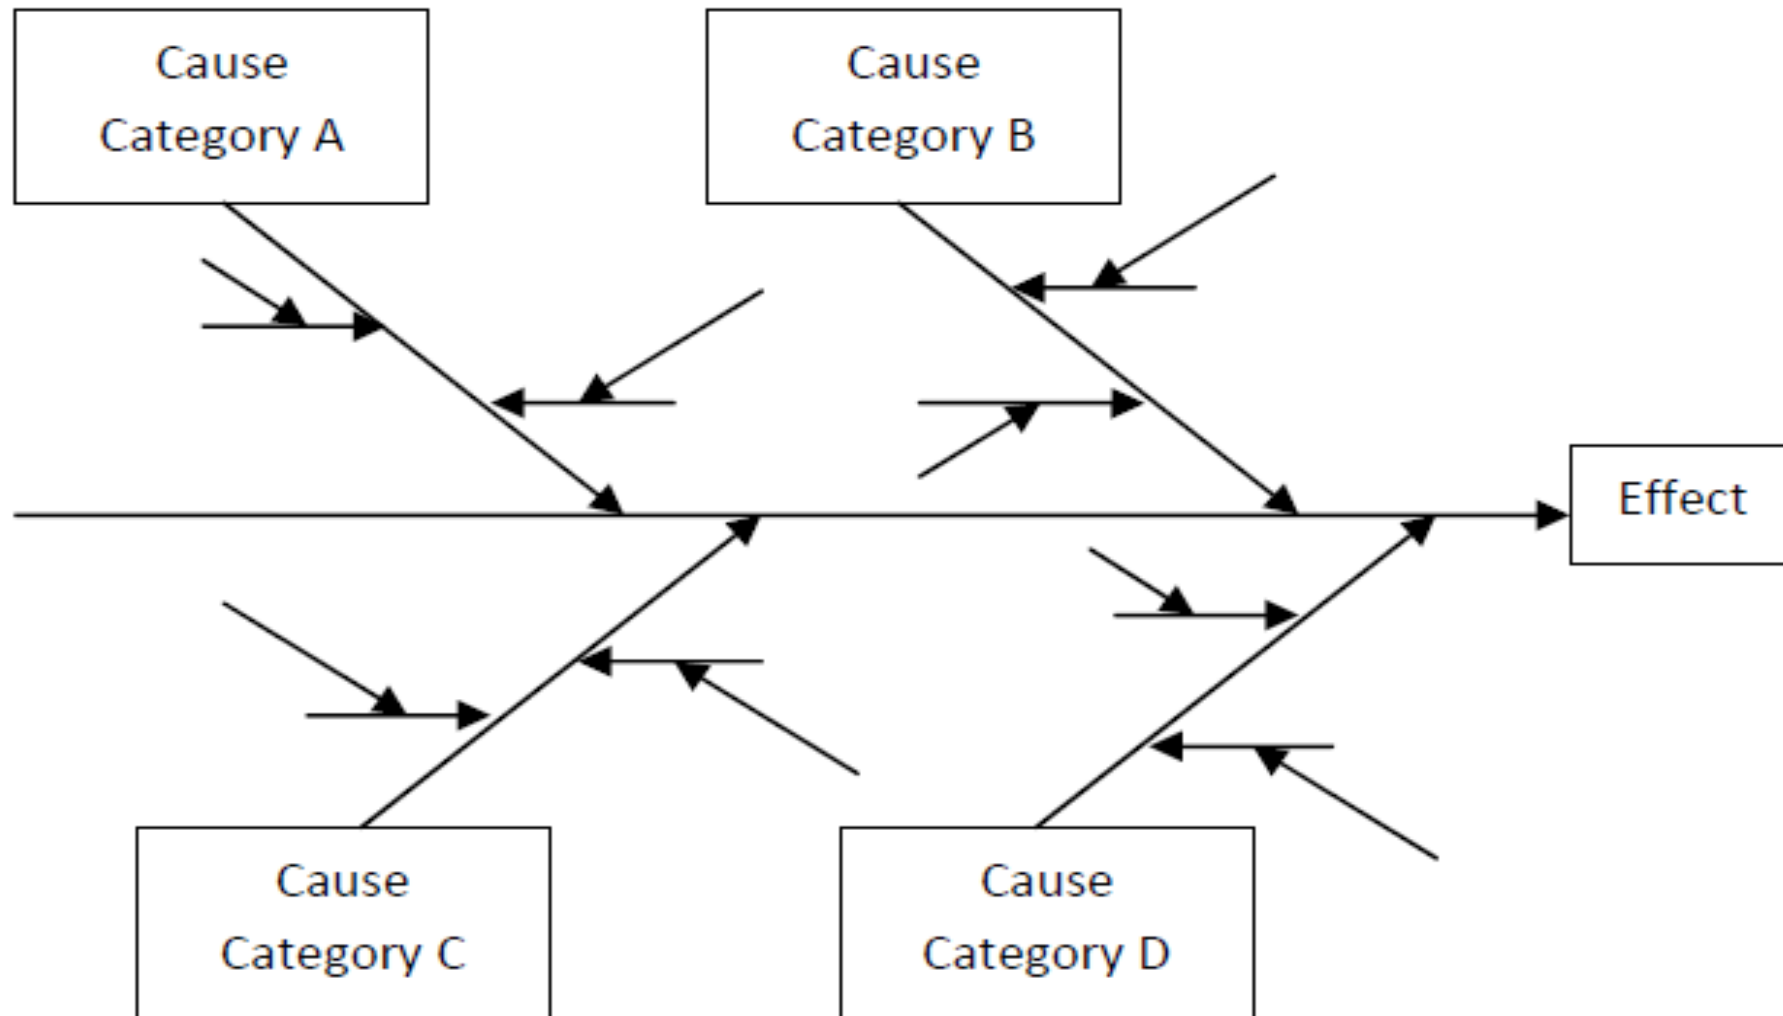 Cause
Category A
Cause
Category B
Effect
Cause
Category C
Cause
Category D